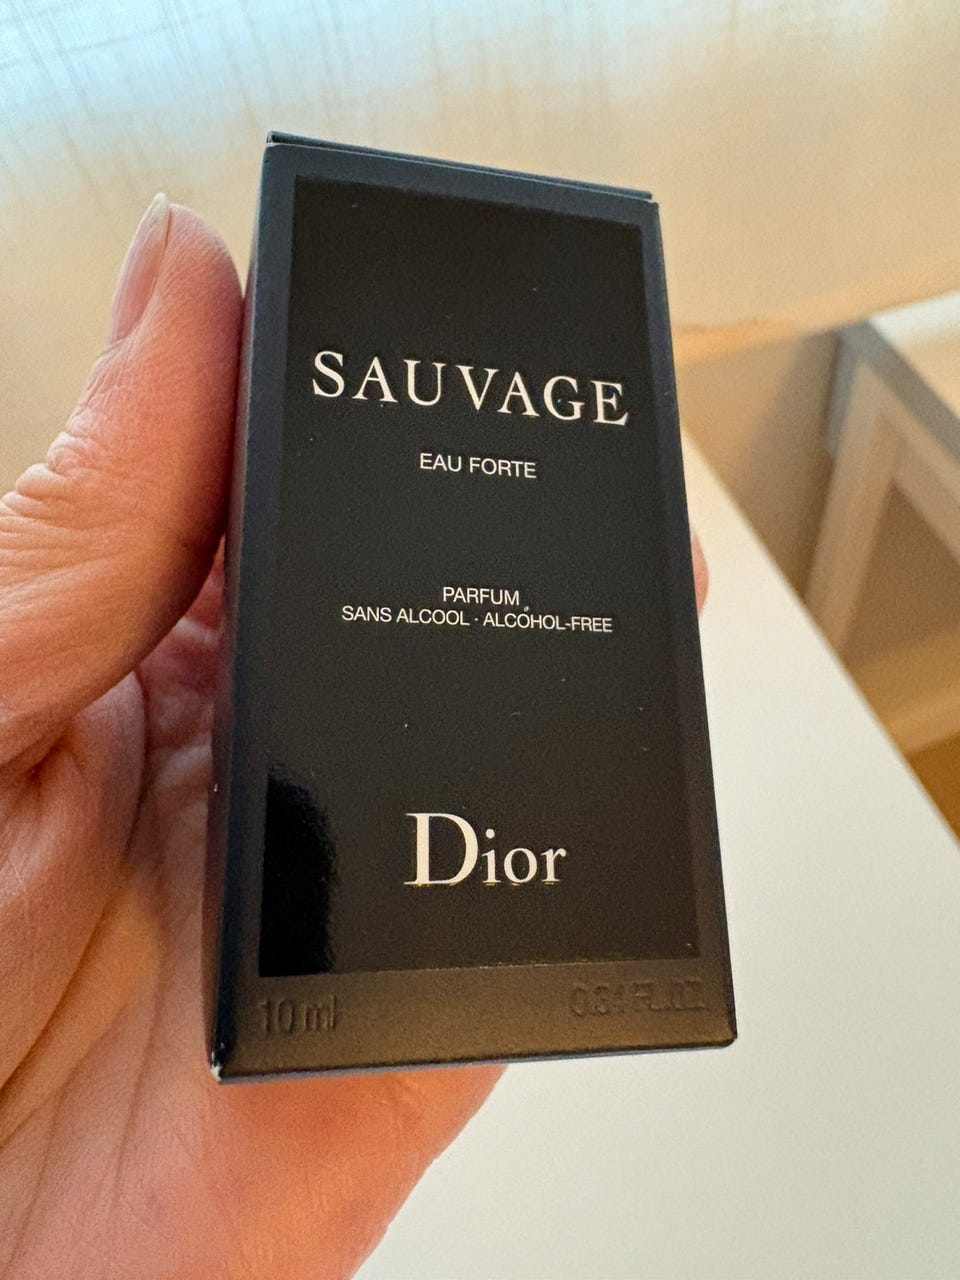 SAUVAGE
EAU FORTE
PARFUM
SANS ALCOOL · ALCOHOL-FREE
Dior
10 ml 0.34 FL.OZ